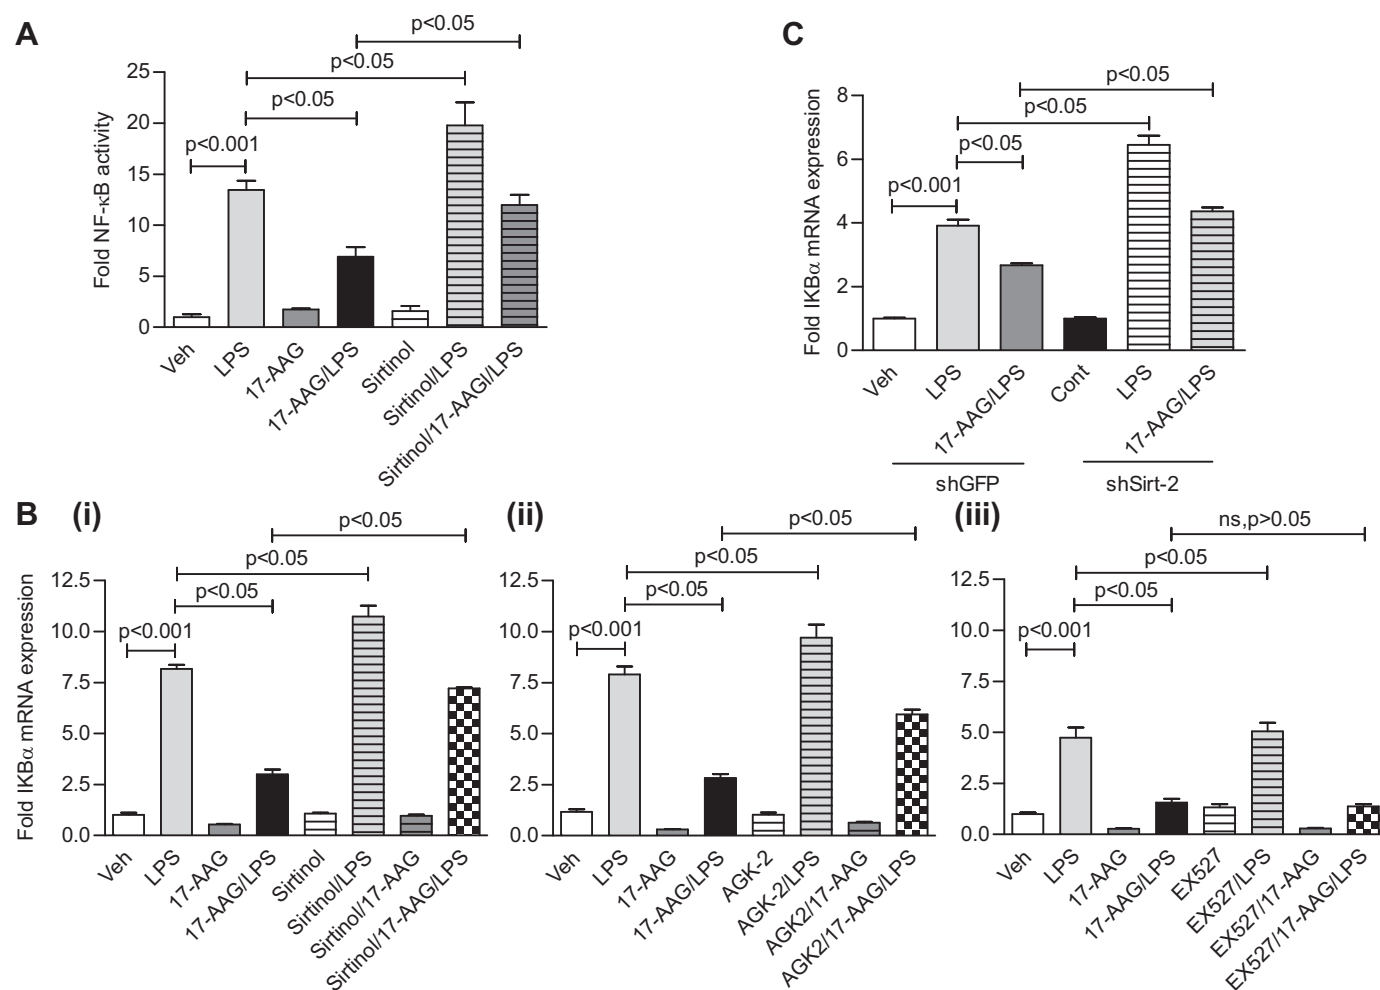 A
p<0.05
p<0.05
p<0.05
p<0.001
Fold NF-κB activity
25
20
15
10
5
0
Veh
LPS
17-AAG
17-AAG/LPS
Sirtinol
Sirtinol/LPS
Sirtinol/17-AAG//LPS
C
p<0.05
p<0.05
p<0.05
p<0.001
Fold IKBα mRNA expression
8
6
4
2
0
Veh
LPS
17-AAG/LPS
Cont
LPS
17-AAG/LPS
shGFP
shSirt-2
B
(i)
p<0.05
p<0.05
p<0.05
p<0.001
Fold IKBα mRNA expression
12.5
10.0
7.5
5.0
2.5
0.0
Veh
LPS
17-AAG
17-AAG/LPS
Sirtinol
Sirtinol/LPS
Sirtinol/17-AAG
Sirtinol/17-AAG/LPS
(ii)
p<0.05
p<0.05
p<0.05
p<0.001
12.5
10.0
7.5
5.0
2.5
0.0
Veh
LPS
17-AAG
17-AAG/LPS
AGK-2
AGK-2/LPS
AGK2/17-AAG
AGK2/17-AAG/LPS
(iii)
ns,p>0.05
p<0.05
p<0.05
p<0.001
12.5
10.0
7.5
5.0
2.5
0.0
Veh
LPS
17-AAG
17-AAG/LPS
EX527
EX527/LPS
EX527/17-AAG
EX527/17-AAG/LPS